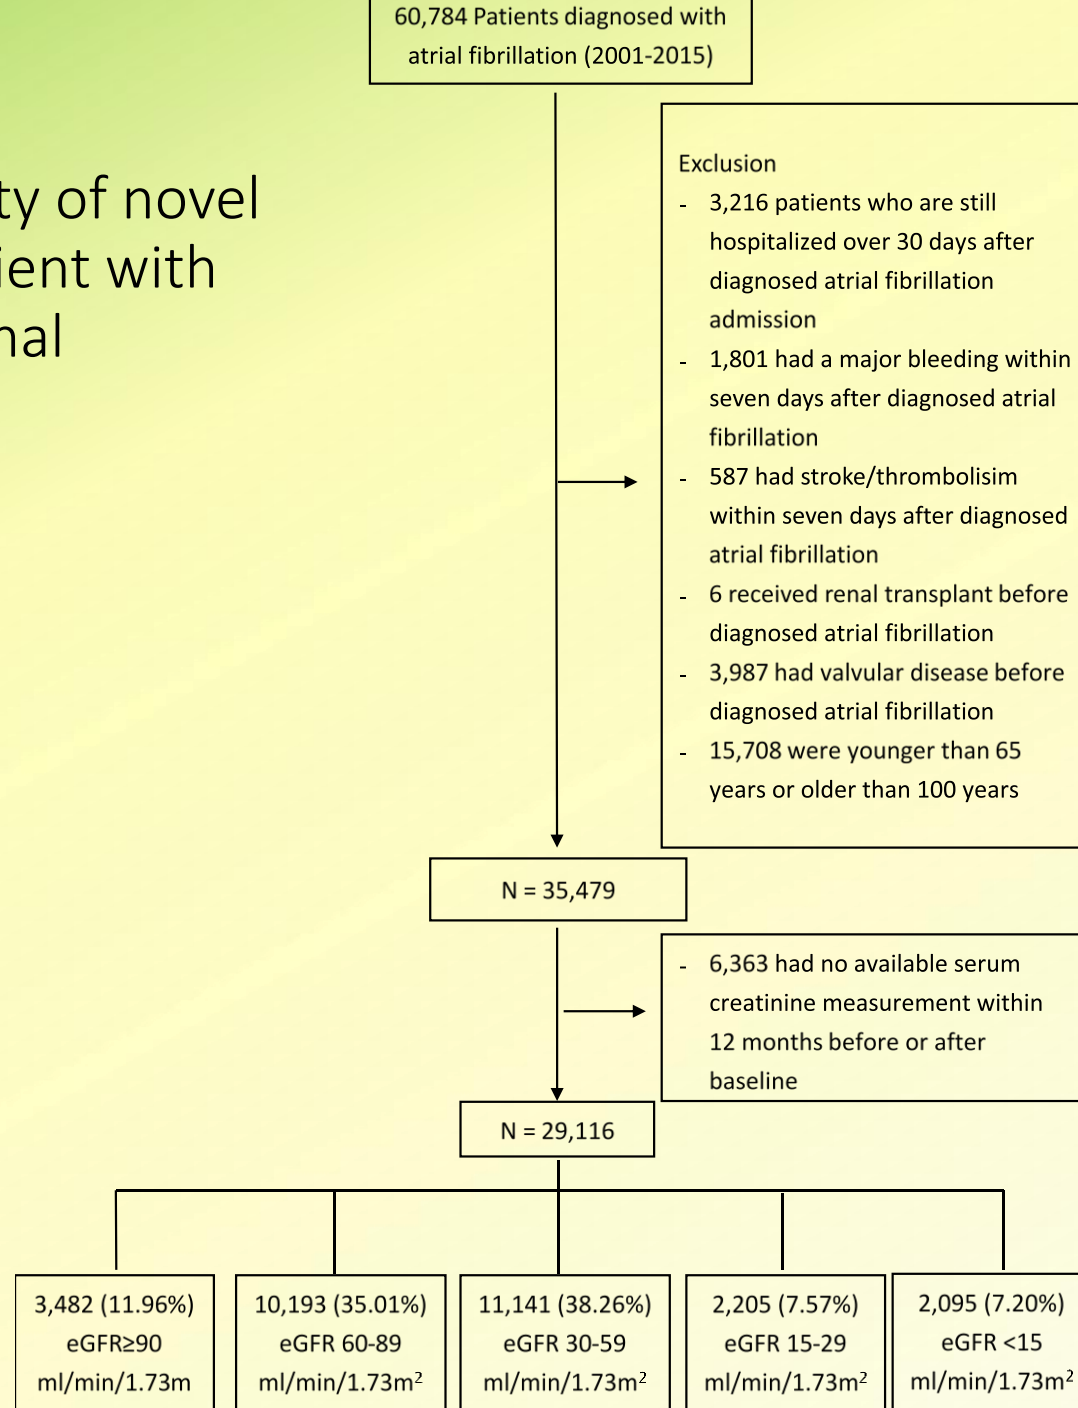 60,784 Patients diagnosed with
atrial fibrillation (2001-2015)
ty of novel
ient with
nal
Exclusion
- 3,216 patients who are still
hospitalized over 30 days after
diagnosed atrial fibrillation
admission
- 1,801 had a major bleeding within
seven days after diagnosed atrial
fibrillation
- 587 had stroke/thrombolisim
within seven days after diagnosed
atrial fibrillation
- 6 received renal transplant before
diagnosed atrial fibrillation
- 3,987 had valvular disease before
diagnosed atrial fibrillation
- 15,708 were younger than 65
years or older than 100 years
N = 35,479
- 6,363 had no available serum
creatinine measurement within
12 months before or after
baseline
N = 29,116
3,482 (11.96%)
eGFR≥90
ml/min/1.73m
10,193 (35.01%)
eGFR 60-89
ml/min/1.73m²
11,141 (38.26%)
eGFR 30-59
ml/min/1.73m²
2,205 (7.57%)
eGFR 15-29
ml/min/1.73m²
2,095 (7.20%)
eGFR <15
ml/min/1.73m²